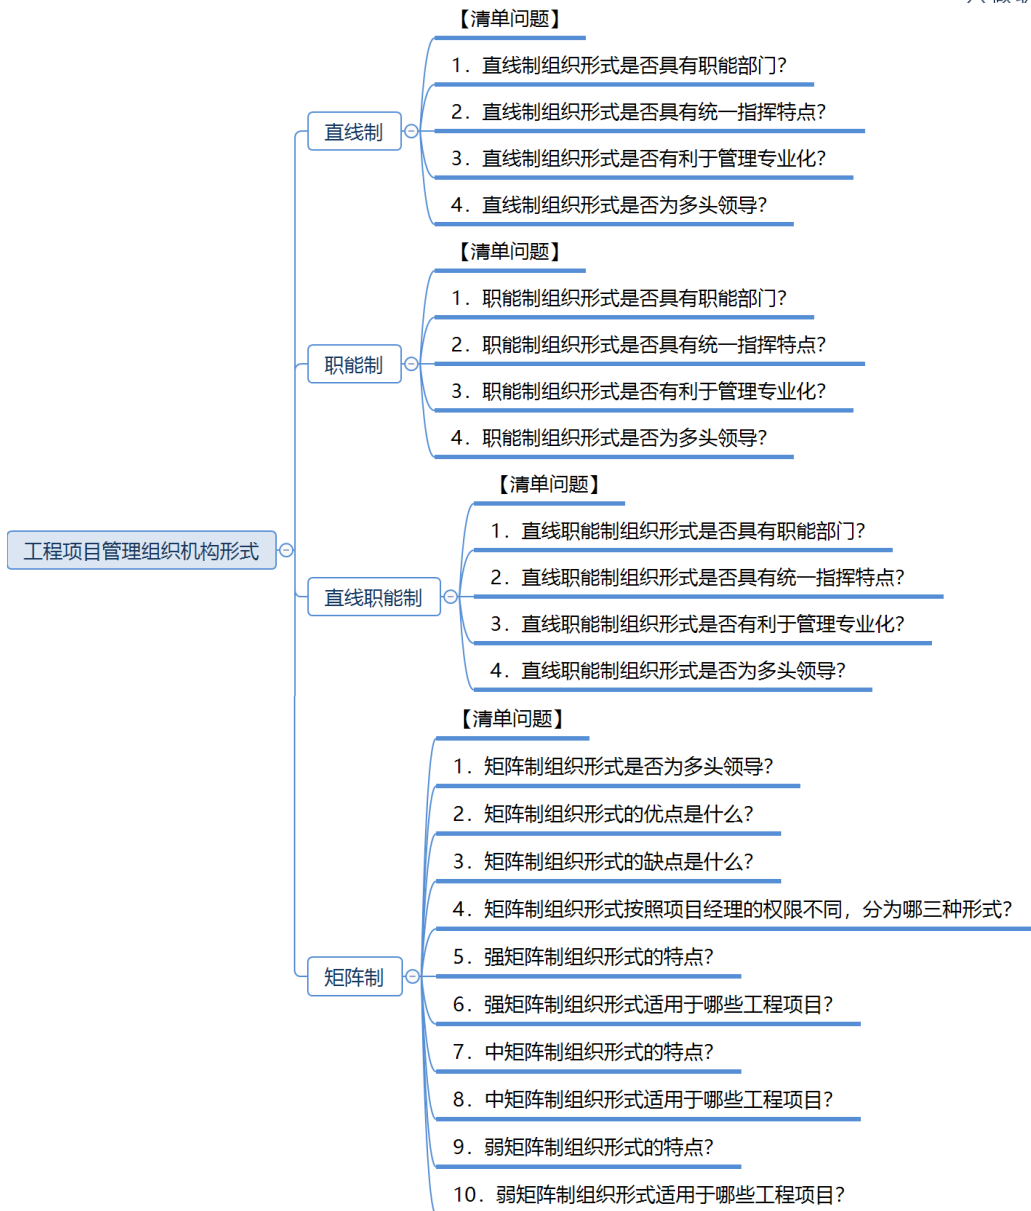 【清单问题】
1．直线制组织形式是否具有职能部门？
2．直线制组织形式是否具有统一指挥特点？
直线制
3．直线制组织形式是否有利于管理专业化？
4．直线制组织形式是否为多头领导？
【清单问题】
1．职能制组织形式是否具有职能部门？
2．职能制组织形式是否具有统一指挥特点？
职能制
3．职能制组织形式是否有利于管理专业化？
4．职能制组织形式是否为多头领导？
工程项目管理组织机构形式
【清单问题】
1．直线职能制组织形式是否具有职能部门？
2．直线职能制组织形式是否具有统一指挥特点？
直线职能制
3．直线职能制组织形式是否有利于管理专业化？
4．直线职能制组织形式是否为多头领导？
【清单问题】
1．矩阵制组织形式是否为多头领导？
2．矩阵制组织形式的优点是什么？
3．矩阵制组织形式的缺点是什么？
4．矩阵制组织形式按照项目经理的权限不同，分为哪三种形式？
5．强矩阵制组织形式的特点？
矩阵制
6．强矩阵制组织形式适用于哪些工程项目？
7．中矩阵制组织形式的特点？
8．中矩阵制组织形式适用于哪些工程项目？
9．弱矩阵制组织形式的特点？
10．弱矩阵制组织形式适用于哪些工程项目？